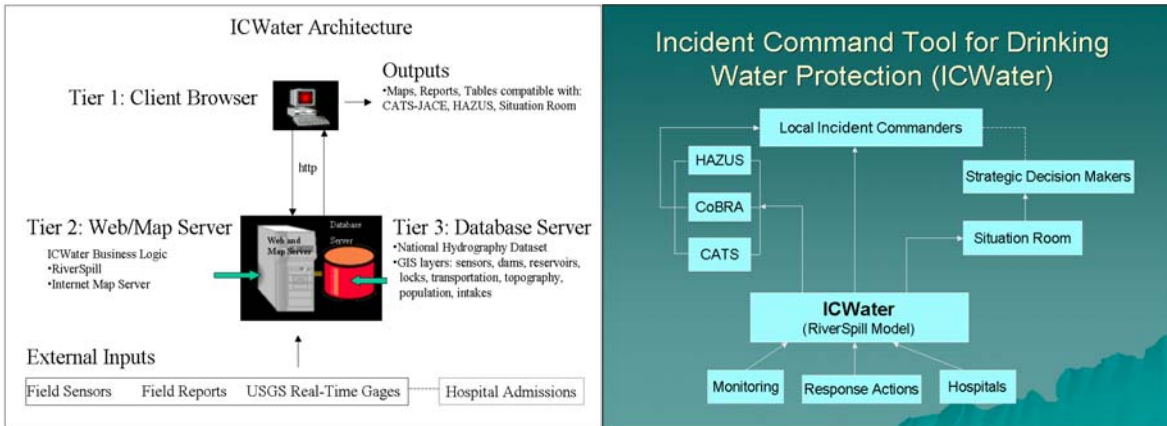 ICWater Architecture
Outputs
•Maps, Reports, Tables compatible with:
CATS-JACE, HAZUS, Situation Room
Tier 1: Client Browser
http
Tier 2: Web/Map Server
ICWater Business Logic
•RiverSpill
•Internet Map Server
Web and
Map Server
Database
Server
Tier 3: Database Server
•National Hydrography Dataset
•GIS layers: sensors, dams, reservoirs,
locks, transportation, topography,
population, intakes
External Inputs
Field Sensors Field Reports USGS Real-Time Gages Hospital Admissions
Incident Command Tool for Drinking
Water Protection (ICWater)
Local Incident Commanders
HAZUS
CoBRA
CATS
Strategic Decision Makers
Situation Room
ICWater
(RiverSpill Model)
Monitoring
Response Actions
Hospitals